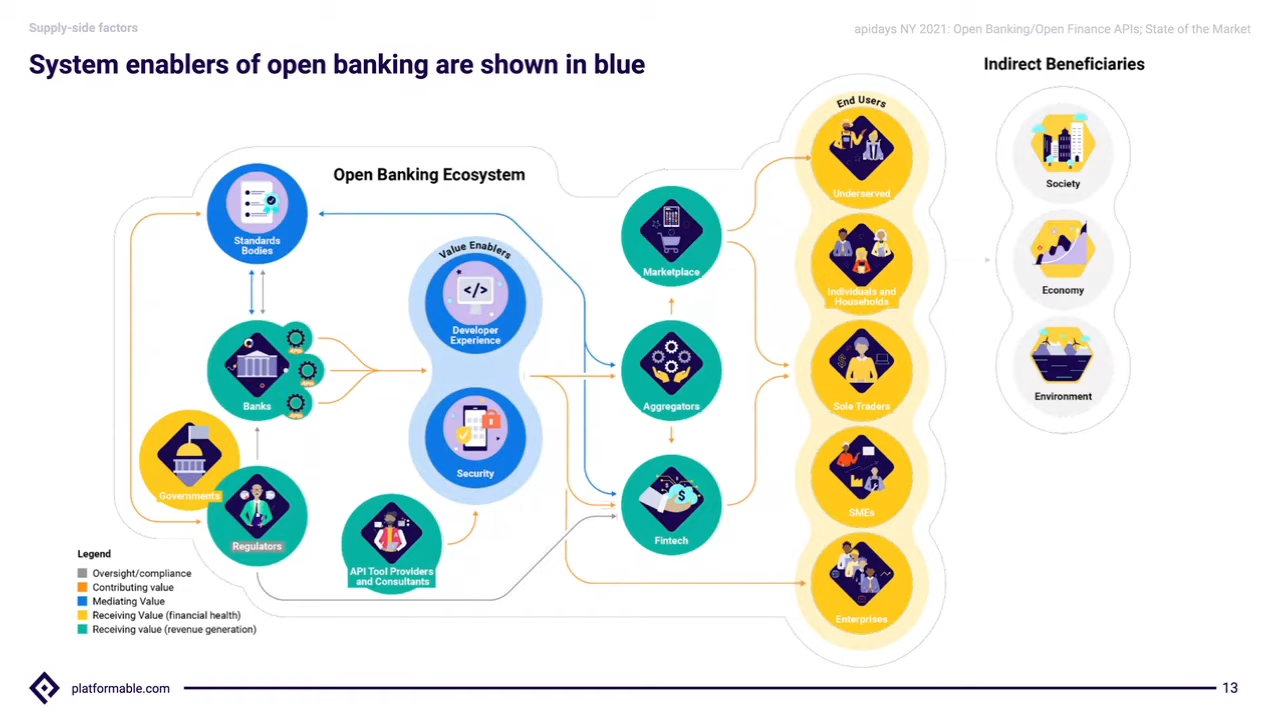 Supply-side factors
apidays NY 2021: Open Banking/Open Finance APIs; State of the Market
System enablers of open banking are shown in blue
Indirect Beneficiaries
Open Banking Ecosystem
End Users
Underserved
Individuals and
Households
Sole Traders
SMEs
Enterprises
Society
Economy
Environment
Standards
Bodies
Value Enablers
</>
Developer
Experience
Security
Marketplace
Aggregators
$
Fintech
Banks
API
API
API
Governments
Regulators
API Tool Providers
and Consultants
Legend
Oversight/compliance
Contributing value
Mediating Value
Receiving Value (financial health)
Receiving value (revenue generation)
platformable.com
13